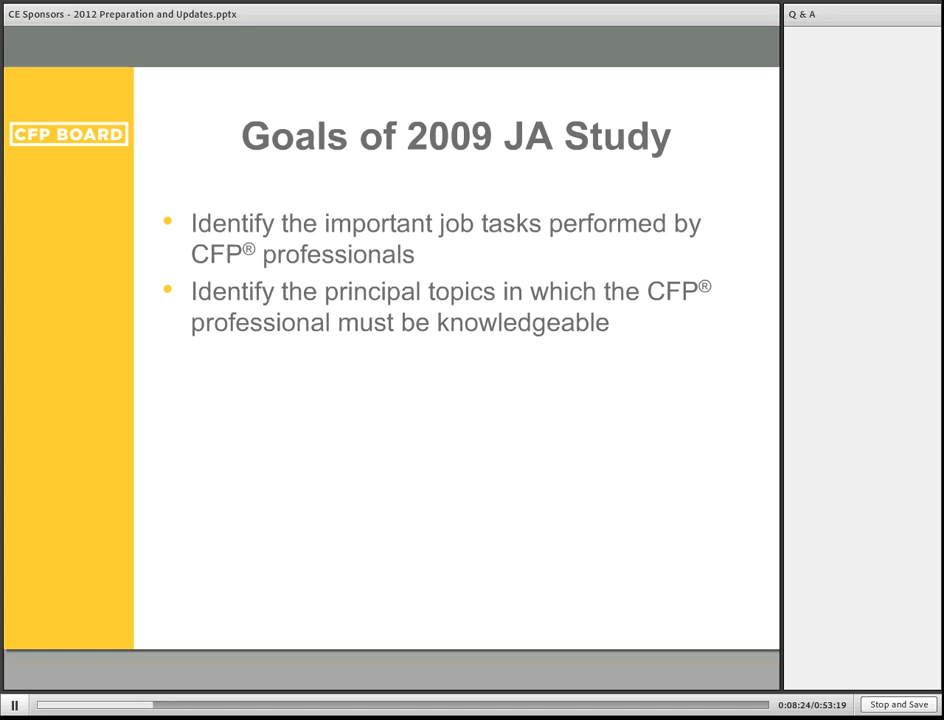 CE Sponsors - 2012 Preparation and Updates.pptx
Q & A
CFP BOARD
Goals of 2009 JA Study
• Identify the important job tasks performed by
CFP® professionals
• Identify the principal topics in which the CFP®
professional must be knowledgeable
0:08:24/0:53:19
Stop and Save